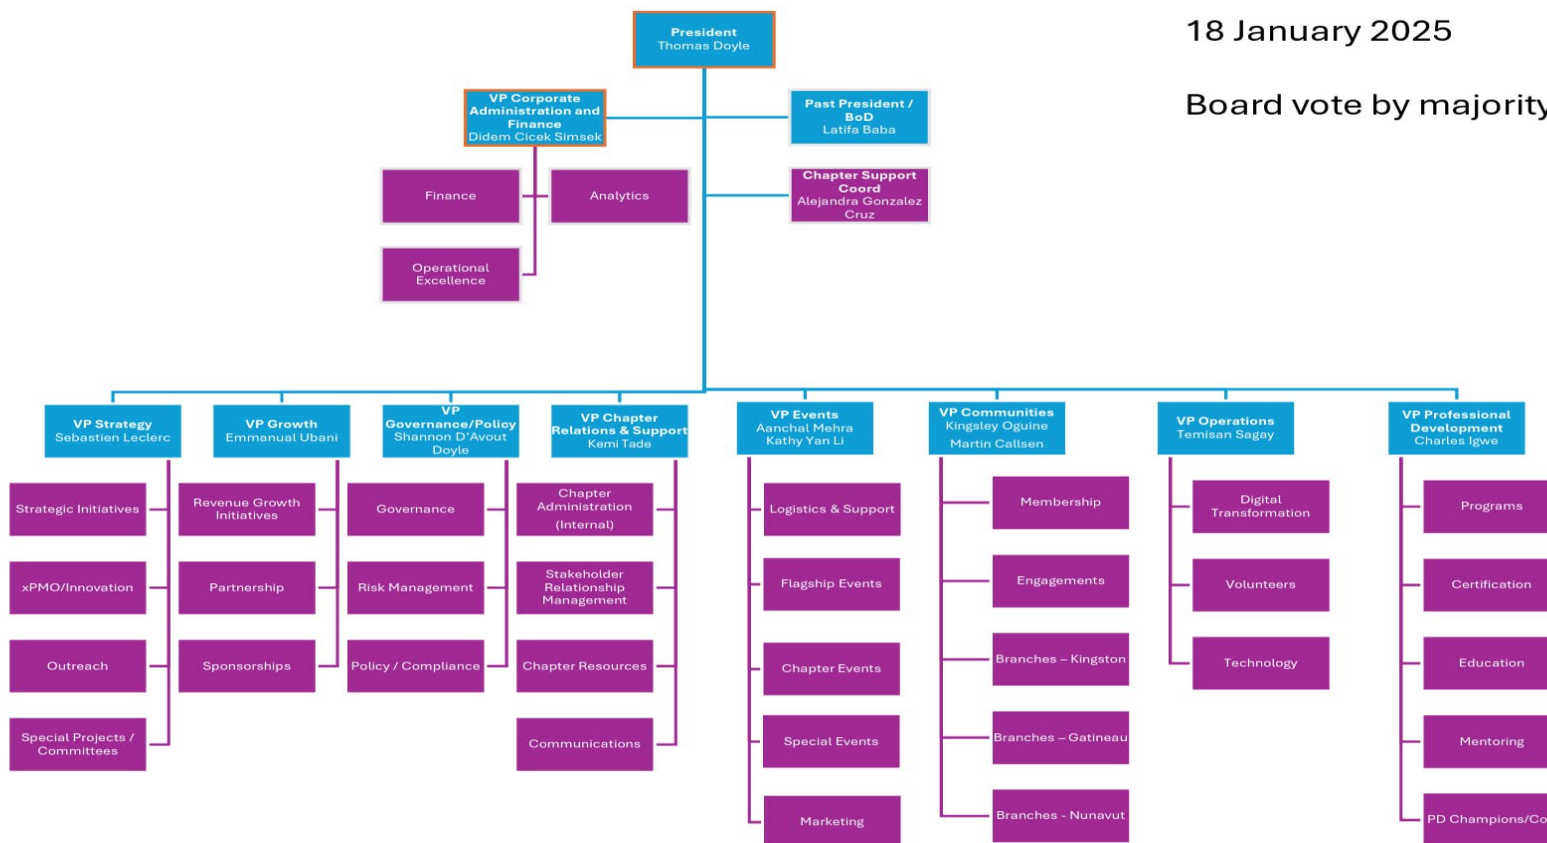 18 January 2025
Board vote by majority
President
Thomas Doyle
VP Corporate
Administration and
Finance
Didem Cicek Simsek
Past President /
BoD
Latifa Baba
Finance
Analytics
Chapter Support
Coord
Alejandra Gonzalez
Cruz
Operational
Excellence
VP Strategy
Sebastien Leclerc
VP Growth
Emmanual Ubani
VP
Governance/Policy
Shannon D'Avout
Doyle
VP Chapter
Relations & Support
Kemi Tade
VP Events
Aanchal Mehra
Kathy Yan Li
VP Communities
Kingsley Oguine
Martin Callsen
VP Operations
Temisan Sagay
VP Professional
Development
Charles Igwe
Strategic Initiatives
xPMO/Innovation
Outreach
Special Projects /
Committees
Revenue Growth
Initiatives
Partnership
Sponsorships
Governance
Risk Management
Policy / Compliance
Chapter
Administration
(Internal)
Stakeholder
Relationship
Management
Chapter Resources
Communications
Logistics & Support
Flagship Events
Chapter Events
Special Events
Marketing
Membership
Engagements
Branches – Kingston
Branches – Gatineau
Branches - Nunavut
Digital
Transformation
Volunteers
Technology
Programs
Certification
Education
Mentoring
PD Champions/Co